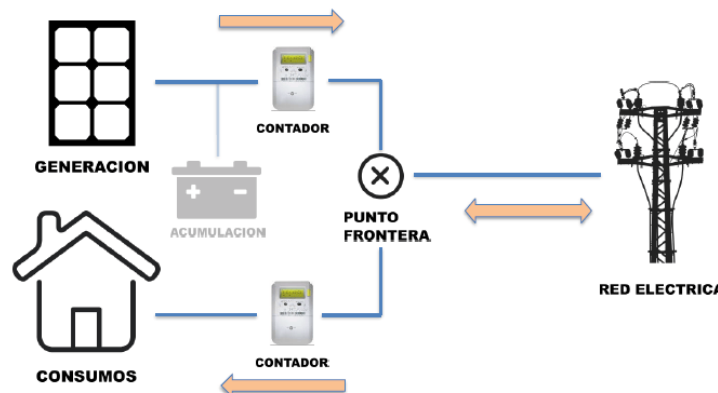 CONTADOR
GENERACION
+ -
ACUMULACION
PUNTO
FRONTERA
RED ELECTRICA
CONTADOR
CONSUMOS